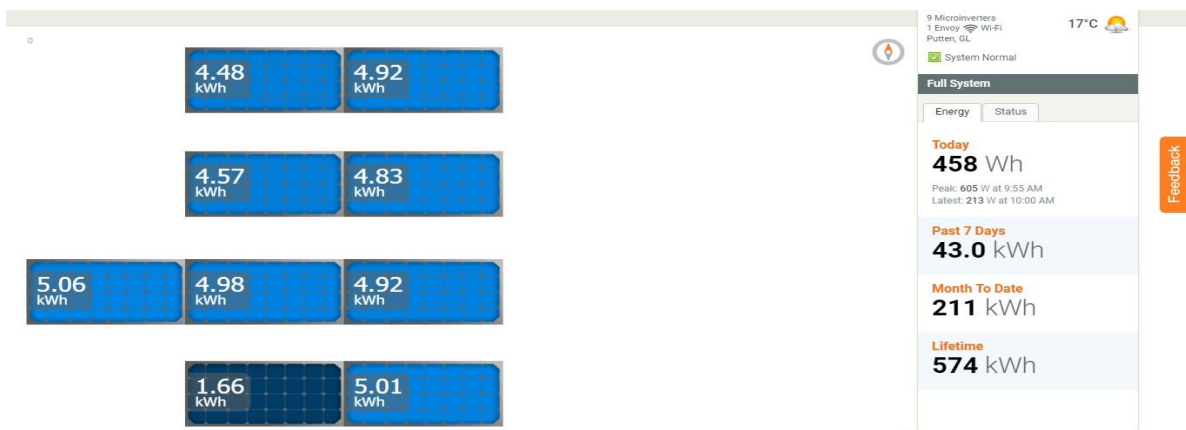 0
4.48
kWh
4.92
kWh
4.57
kWh
4.83
kWh
5.06
kWh
4.98
kWh
4.92
kWh
1.66
kWh
5.01
kWh
9 Microinverters
1 Envoy Wi-Fi
Putten, GL
17°C
System Normal
Full System
Energy Status
Today
458 Wh
Peak: 605 W at 9:55 AM
Latest: 213 W at 10:00 AM
Past 7 Days
43.0 kWh
Month To Date
211 kWh
Lifetime
574 kWh
Feedback